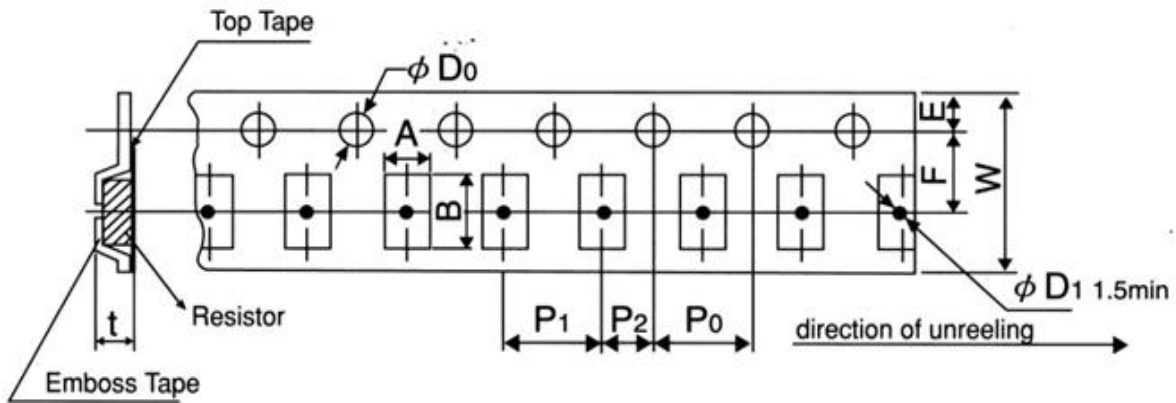 Top Tape
φ D0
A
E
F
W
B
φ D1 1.5min
t
Resistor
P1
P2
P0
direction of unreeling
Emboss Tape